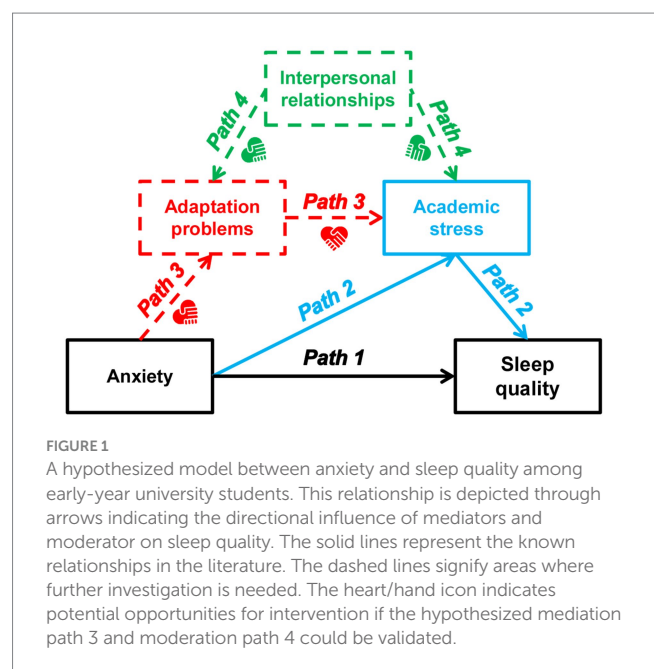 Interpersonal
relationships
Path 4
Path 4
Adaptation
problems
Path 3
Academic
stress
Path 3
Path 2
Path 2
Anxiety
Path 1
Sleep
quality
FIGURE 1
A hypothesized model between anxiety and sleep quality among
early-year university students. This relationship is depicted through
arrows indicating the directional influence of mediators and
moderator on sleep quality. The solid lines represent the known
relationships in the literature. The dashed lines signify areas where
further investigation is needed. The heart/hand icon indicates
potential opportunities for intervention if the hypothesized mediation
path 3 and moderation path 4 could be validated.